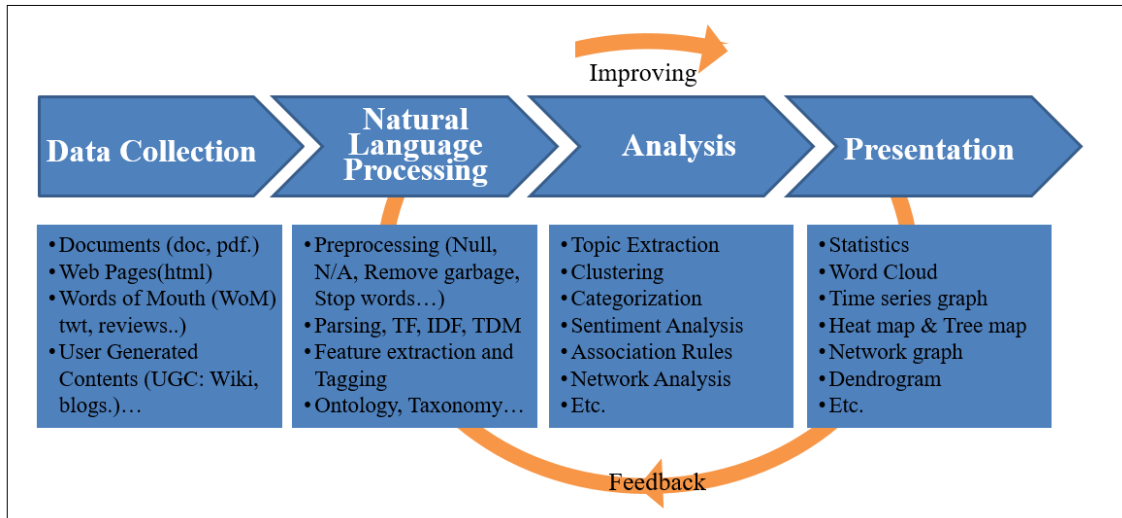 Improving
Data Collection
Natural
Language
Processing
Analysis
Presentation
•Documents (doc, pdf.)
•Web Pages(html)
•Words of Mouth (WoM)
twt, reviews..)
•User Generated
Contents (UGC: Wiki,
blogs.)…
•Preprocessing (Null,
N/A, Remove garbage,
Stop words…)
•Parsing, TF, IDF, TDM
•Feature extraction and
Tagging
•Ontology, Taxonomy…
•Topic Extraction
•Clustering
•Categorization
•Sentiment Analysis
•Association Rules
•Network Analysis
•Etc.
•Statistics
•Word Cloud
•Time series graph
•Heat map & Tree map
•Network graph
•Dendrogram
•Etc.
Feedback